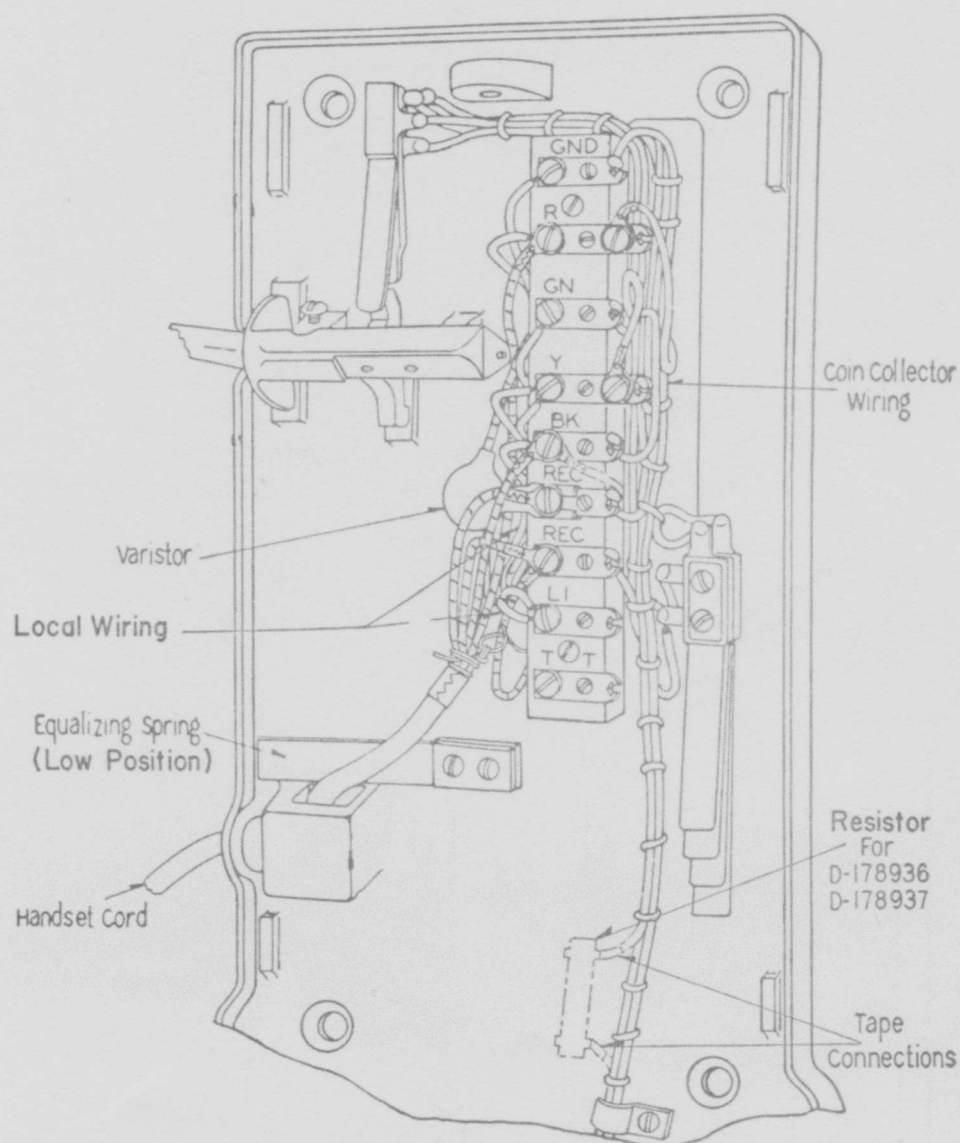 GND
R
GN
Y
Coin Collector
Wiring
BK
REC
Varistor
REC
Local Wiring
L1
T T
Equalizing Spring
(Low Position)
Resistor
For
D-178936
D-178937
Handset Cord
Tape
Connections